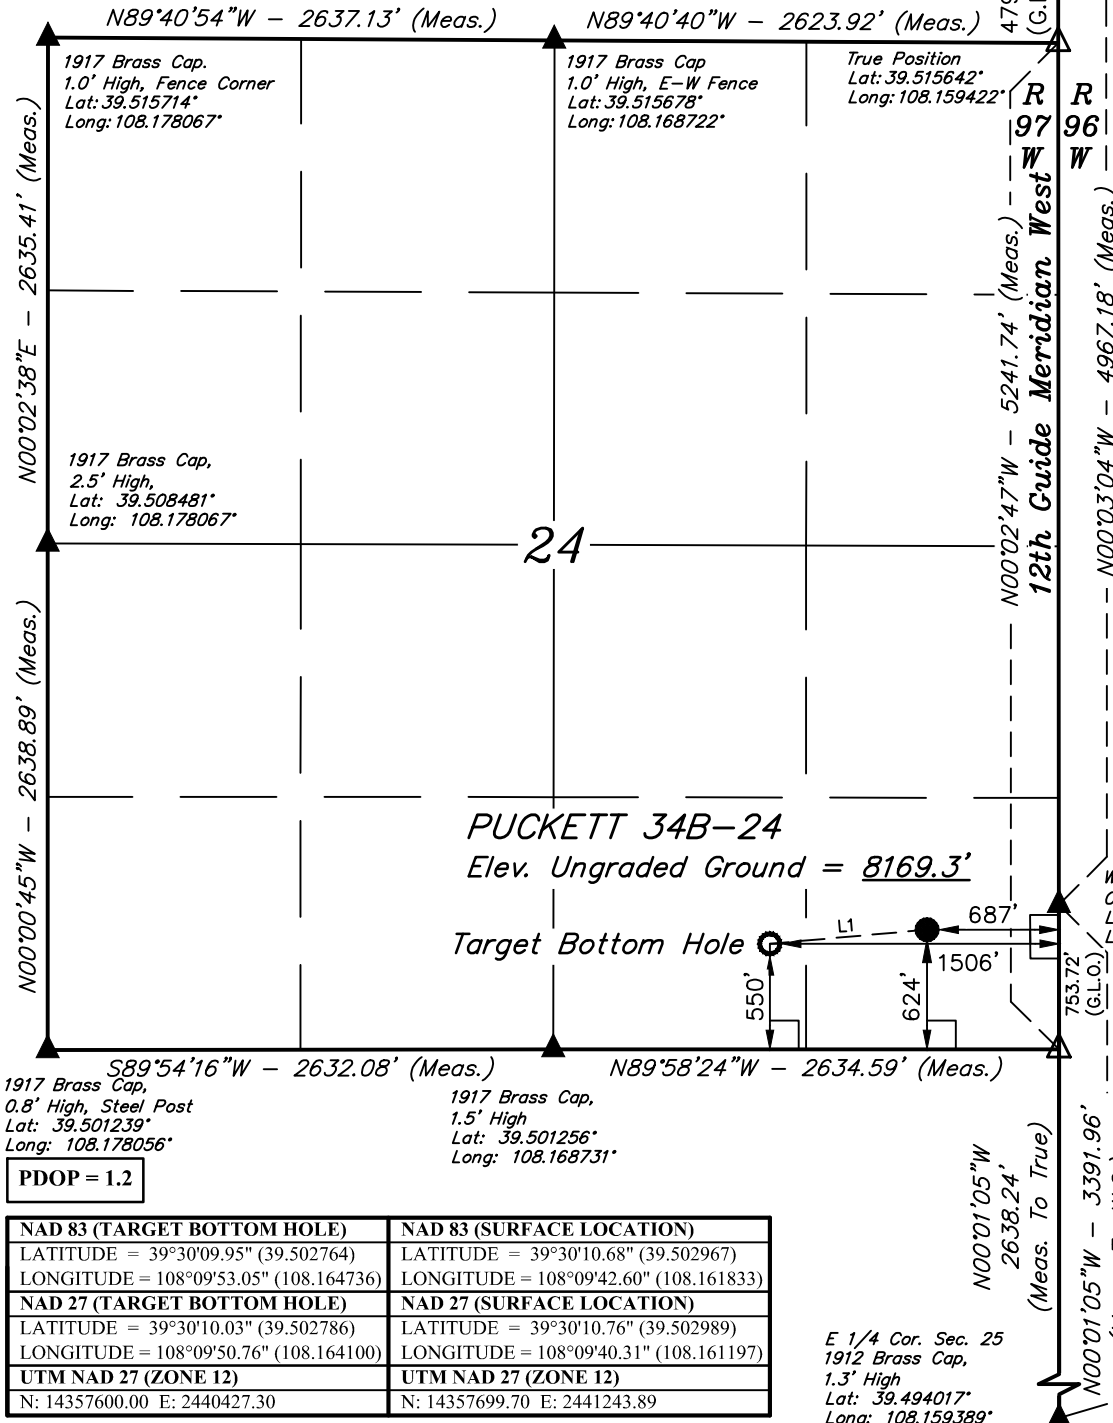 N89°40'54"W – 2637.13' (Meas.)
N89°40'40"W – 2623.92' (Meas.)
1917 Brass Cap.
1.0' High, Fence Corner
Lat: 39.515714°
Long: 108.178067°
1917 Brass Cap
1.0' High, E-W Fence
Lat: 39.515678°
Long: 108.168722°
True Position
Lat: 39.515642°
Long: 108.159422°
R R
97 96
W W
N00°02'38"E – 2635.41' (Meas.)
N00°02'47"W – 5241.74' (Meas.)
12th Guide Meridian West
N00°03'04"W – 4967.18' (Meas.)
1917 Brass Cap,
2.5' High,
Lat: 39.508481°
Long: 108.178067°
24
N00°00'45"W – 2638.89' (Meas.)
PUCKETT 34B-24
Elev. Ungraded Ground = 8169.3'
Target Bottom Hole
L1
687'
1506'
550'
624'
753.72'
(G.L.O.)
S89°54'16"W – 2632.08' (Meas.)
N89°58'24"W – 2634.59' (Meas.)
1917 Brass Cap,
0.8' High, Steel Post
Lat: 39.501239°
Long: 108.178056°
1917 Brass Cap,
1.5' High
Lat: 39.501256°
Long: 108.168731°
PDOP = 1.2
N00°01'05"W
2638.24'
(Meas. To True)
N00°01'05"W – 3391.96'
NAD 83 (TARGET BOTTOM HOLE) NAD 83 (SURFACE LOCATION)
LATITUDE = 39°30'09.95" (39.502764) LATITUDE = 39°30'10.68" (39.502967)
LONGITUDE = 108°09'53.05" (108.164736) LONGITUDE = 108°09'42.60" (108.161833)
NAD 27 (TARGET BOTTOM HOLE) NAD 27 (SURFACE LOCATION)
LATITUDE = 39°30'10.03" (39.502786) LATITUDE = 39°30'10.76" (39.502989)
LONGITUDE = 108°09'50.76" (108.164100) LONGITUDE = 108°09'40.31" (108.161197)
UTM NAD 27 (ZONE 12) UTM NAD 27 (ZONE 12)
N: 14357600.00 E: 2440427.30 N: 14357699.70 E: 2441243.89
E 1/4 Cor. Sec. 25
1912 Brass Cap,
1.3' High
Lat: 39.494017°
Long: 108.159389°